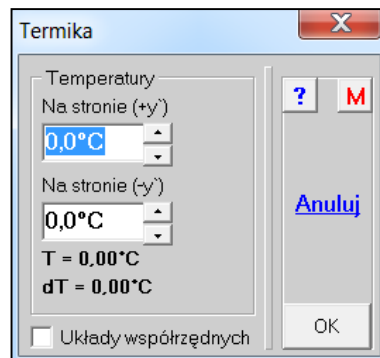 Termika
Temperatury
Na stronie (+y`)
0,0°C
Na stronie (-y`)
0,0°C
T = 0,00°C
dT = 0,00°C
Układy współrzędnych
? M
Anuluj
OK